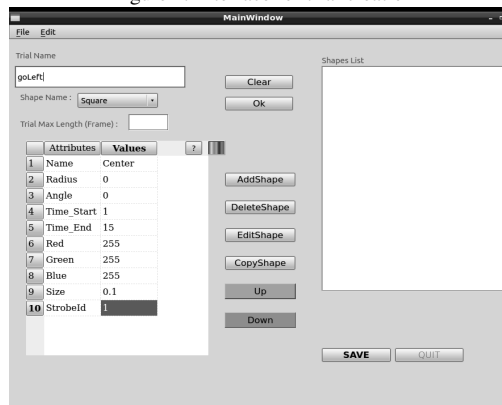 MainWindow
File Edit
Trial Name
Shapes List
goLeft
Clear
Shape Name : Square
Ok
Trial Max Length (Frame) :
Attributes Values ?
1 Name Center
2 Radius 0
3 Angle 0
4 Time_Start 1
5 Time_End 15
6 Red 255
7 Green 255
8 Blue 255
9 Size 0.1
10 StrobeId 1
AddShape
DeleteShape
EditShape
CopyShape
Up
Down
SAVE QUIT